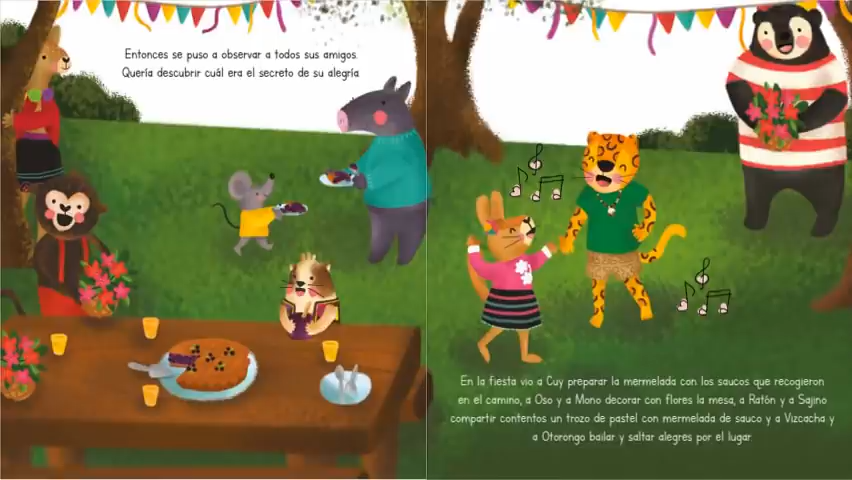 Entonces se puso a observar a todos sus amigos.
Quería descubrir cuál era el secreto de su alegría
En la fiesta vio a Cuy preparar la mermelada con los saucos que recogieron
en el camino, a Oso y a Mono decorar con flores la mesa, a Ratón y a Sajino
compartir contentos un trozo de pastel con mermelada de sauco y a Vizcacha y
a Otorongo bailar y saltar alegres por el lugar